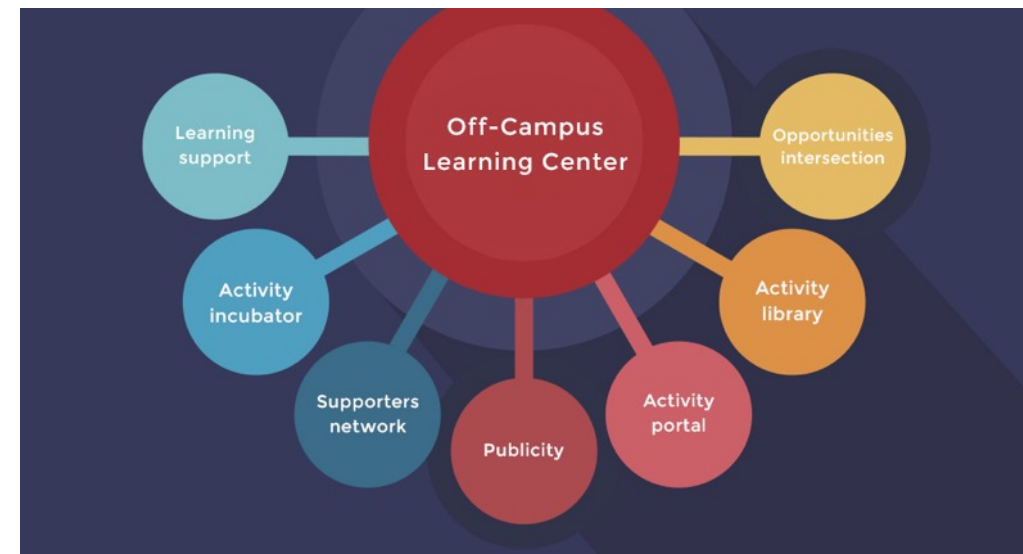 Off-Campus
Learning Center
Learning
support
Opportunities
intersection
Activity
incubator
Activity
library
Supporters
network
Activity
portal
Publicity